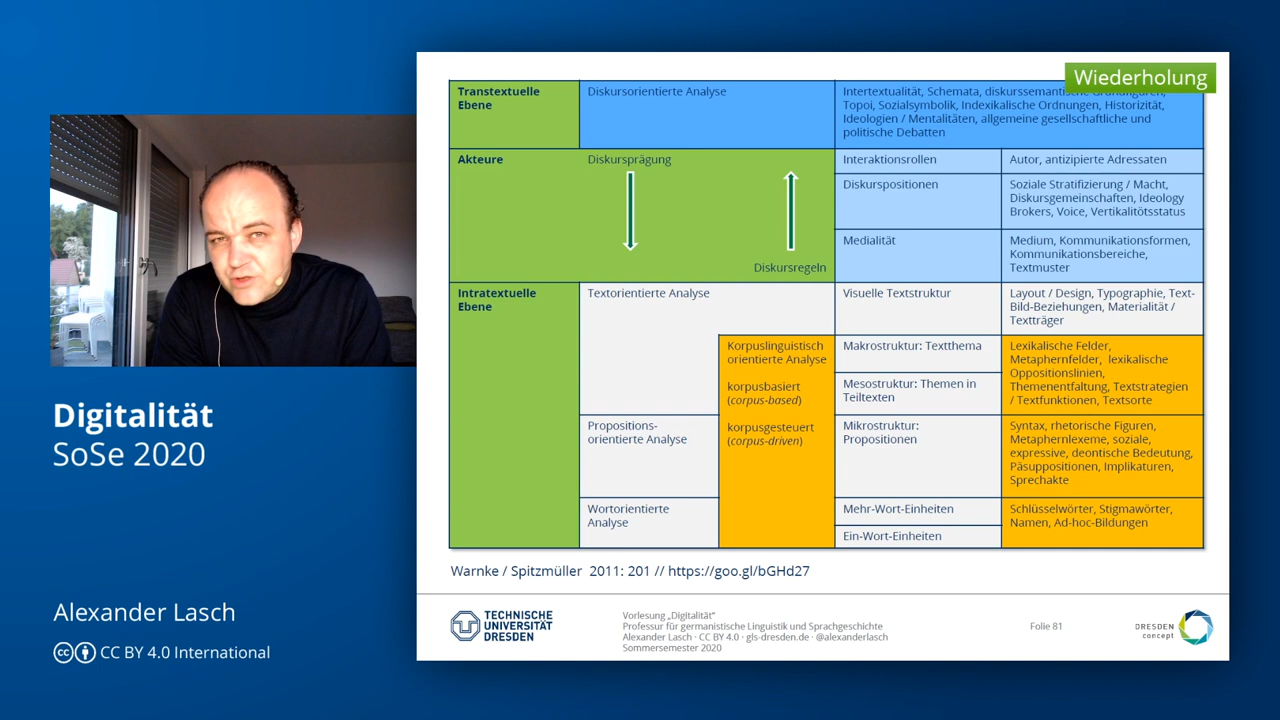 Wiederholung
Transtextuelle
Ebene
Diskursorientierte Analyse
Intertextualität, Schemata, diskurssemantische Grundfiguren,
Topoi, Sozialsymbolik, Indexikalische Ordnungen, Historizität,
Ideologien / Mentalitäten, allgemeine gesellschaftliche und
politische Debatten
Akteure
Diskursprägung
Diskursregeln
Interaktionsrollen
Autor, antizipierte Adressaten
Diskurspositionen
Soziale Stratifizierung / Macht,
Diskursgemeinschaften, Ideology
Brokers, Voice, Vertikalitötsstatus
Medialität
Medium, Kommunikationsformen,
Kommunikationsbereiche,
Textmuster
Intratextuelle
Ebene
Textorientierte Analyse
Visuelle Textstruktur
Layout / Design, Typographie, Text-
Bild-Beziehungen, Materialität /
Textträger
Korpuslinguistisch
orientierte Analyse
korpusbasiert
(corpus-based)
korpusgesteuert
(corpus-driven)
Makrostruktur: Textthema
Mesostruktur: Themen in
Teiltexten
Lexikalische Felder,
Metaphernfelder, lexikalische
Oppositionslinien,
Themenentfaltung, Textstrategien
/ Textfunktionen, Textsorte
Propositions-
orientierte Analyse
Mikrostruktur:
Propositionen
Syntax, rhetorische Figuren,
Metaphernlexeme, soziale,
expressive, deontische Bedeutung,
Päsuppositionen, Implikaturen,
Sprechakte
Wortorientierte
Analyse
Mehr-Wort-Einheiten
Ein-Wort-Einheiten
Schlüsselwörter, Stigmawörter,
Namen, Ad-hoc-Bildungen
Warnke / Spitzmüller 2011: 201 // https://goo.gl/bGHd27
TECHNISCHE
UNIVERSITÄT
DRESDEN
Vorlesung „Digitalität“
Professur für germanistische Linguistik und Sprachgeschichte
Alexander Lasch · CC BY 4.0 · gls-dresden.de · @alexanderlasch
Sommersemester 2020
Folie 81
DRESDEN
concept
Digitalität
SoSe 2020
Alexander Lasch
CC BY 4.0 International